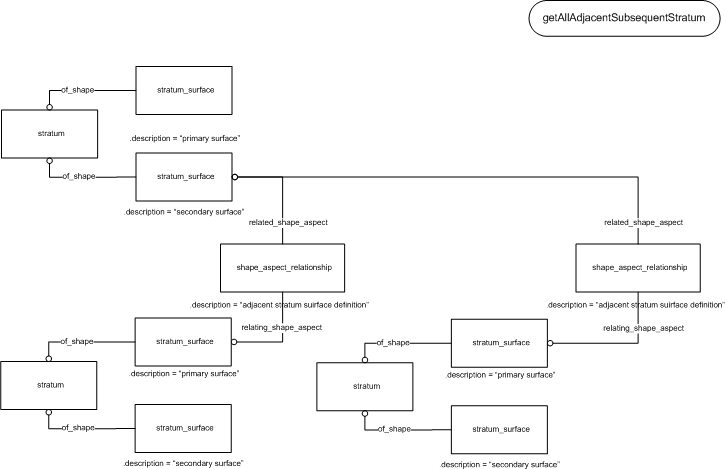 getAllAdjacentSubsequentStratum
of_shape
stratum_surface
stratum
.description = "primary surface"
of_shape
stratum_surface
.description = "secondary surface"
related_shape_aspect
related_shape_aspect
shape_aspect_relationship
shape_aspect_relationship
.description = "adjacent stratum suirface definition"
.description = "adjacent stratum suirface definition"
relating_shape_aspect
relating_shape_aspect
of_shape
stratum_surface
of_shape
stratum_surface
.description = "primary surface"
.description = "primary surface"
stratum
stratum
of_shape
stratum_surface
of_shape
stratum_surface
.description = "secondary surface"
.description = "secondary surface"